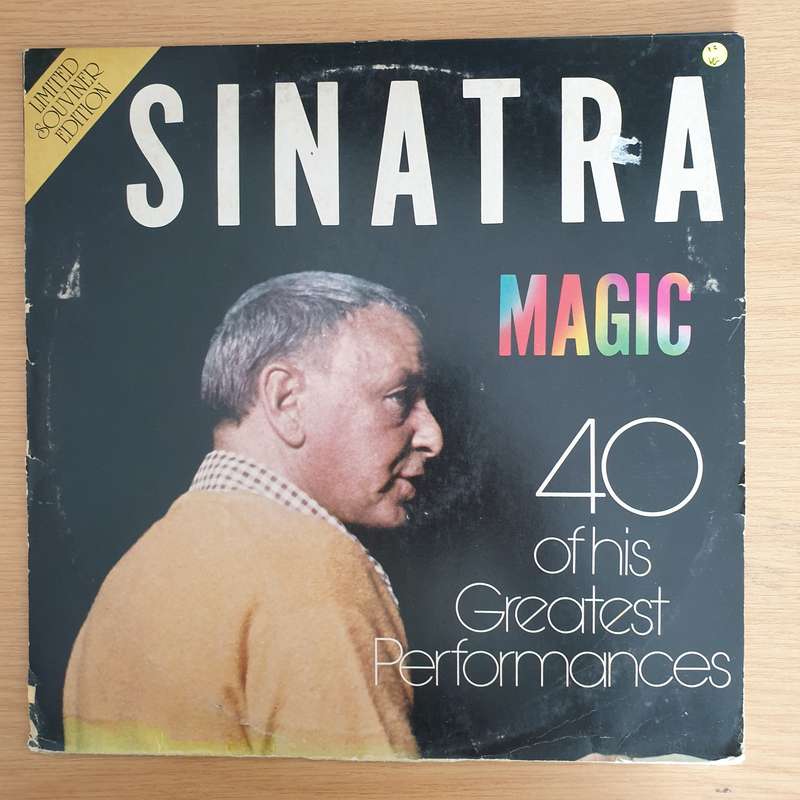 LIMITED
SOUVINER
EDITION
SINATRA
MAGIC
40
of his
Greatest
Performances